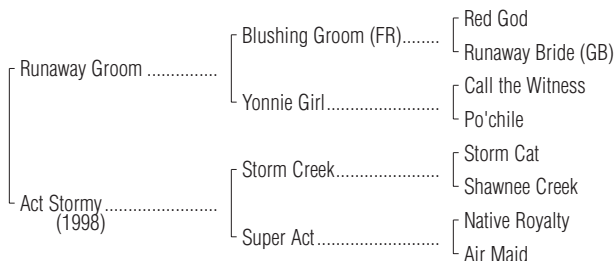 Red God
Blushing Groom (FR)........
Runaway Bride (GB)
Runaway Groom ...............
Call the Witness
Yonnie Girl.........................
Po'chile
Storm Cat
Storm Creek.......................
Shawnee Creek
Act Stormy.........................
(1998)
Native Royalty
Super Act...........................
Air Maid